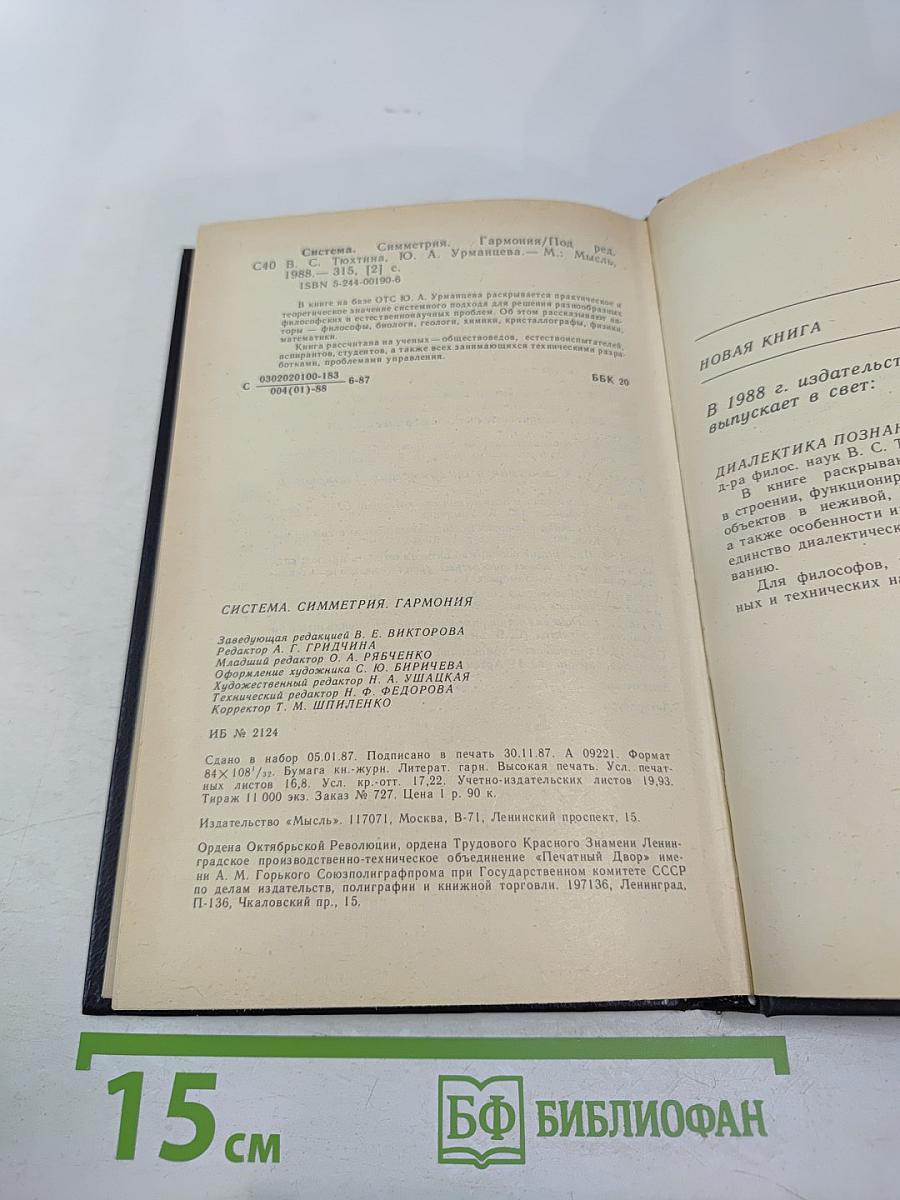 Система. Симметрия. Гармония/Под ред.
С40 В. С. Тюхтина, Ю. А. Урманцева.— М.: Мысль,
1988.— 315, [2] с.
ISBN 5-244-00190-6
В книге на базе ОТС Ю. А. Урманцева раскрывается практическое и
теоретическое значение системного подхода для решения разнообразных
философских и естественнонаучных проблем. Об этом рассказывают ав-
торы — философы, биологи, геологи, химики, кристаллографы, физики,
математики.
Книга рассчитана на ученых — обществоведов, естествоиспытателей,
аспирантов, студентов, а также всех занимающихся техническими разра-
ботками, проблемами управления.
С 0302020100-183 6-87 ББК 20
004(01)-88
СИСТЕМА. СИММЕТРИЯ. ГАРМОНИЯ
Заведующая редакцией В. Е. ВИКТОРОВА
Редактор А. Г. ГРИДЧИНА
Младший редактор О. А. РЯБЧЕНКО
Оформление художника С. Ю. БИРИЧЕВА
Художественный редактор Н. А. УШАЦКАЯ
Технический редактор Н. Ф. ФЕДОРОВА
Корректор Т. М. ШПИЛЕНКО
ИБ № 2124
Сдано в набор 05.01.87. Подписано в печать 30.11.87. А 09221. Формат
84×108¹/₃₂. Бумага кн.-журн. Литерат. гарн. Высокая печать. Усл. печат-
ных листов 16,8. Усл. кр.-отт. 17,22. Учетно-издательских листов 19,93.
Тираж 11 000 экз. Заказ № 727. Цена 1 р. 90 к.
Издательство «Мысль». 117071, Москва, В-71, Ленинский проспект, 15.
Ордена Октябрьской Революции, ордена Трудового Красного Знамени Ленин-
градское производственно-техническое объединение «Печатный Двор» име-
ни А. М. Горького Союзполиграфпрома при Государственном комитете СССР
по делам издательств, полиграфии и книжной торговли. 197136, Ленинград,
П-136, Чкаловский пр., 15.
НОВАЯ КНИГА
В 1988 г. издательст
выпускает в свет:
ДИАЛЕКТИКА ПОЗНАН
д-ра филос. наук В. С. Т
В книге раскрываю
в строении, функционир
объектов в неживой,
а также особенности и
единство диалектическ
ванию.
Для философов,
ных и технических на
15 см
БФ БИБЛИОФАН